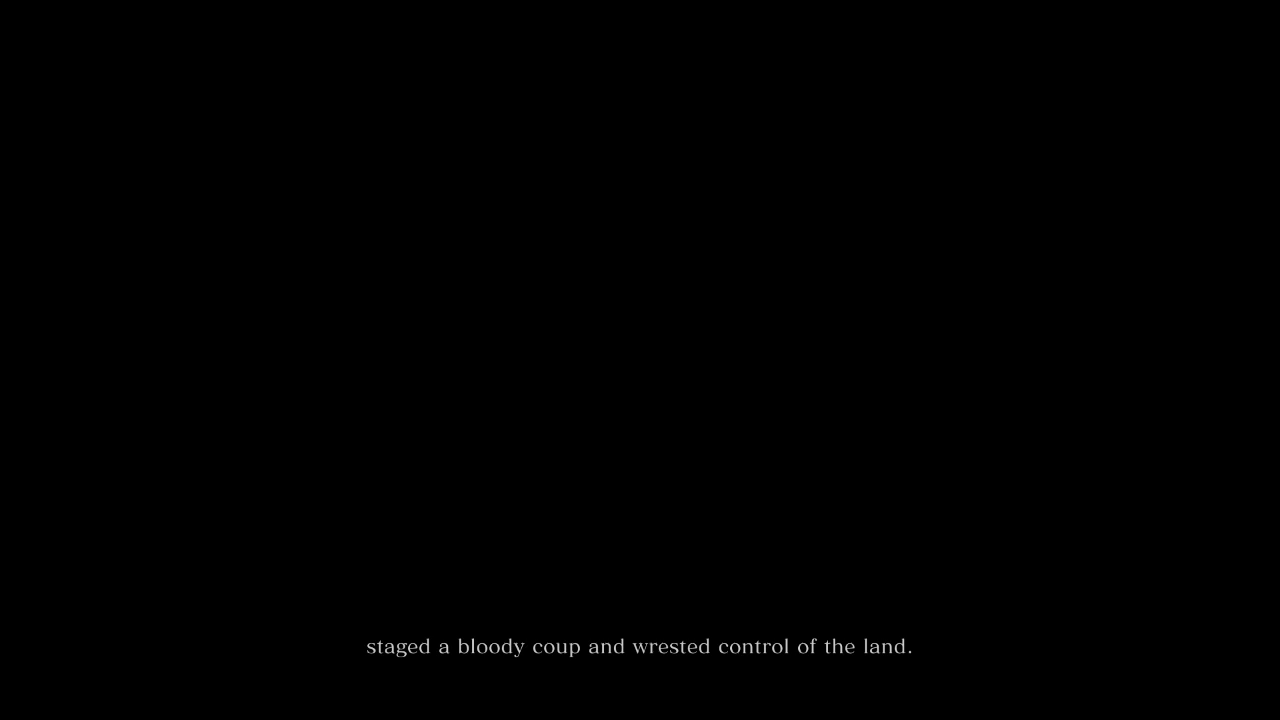 staged a bloody coup and wrested control of the land.